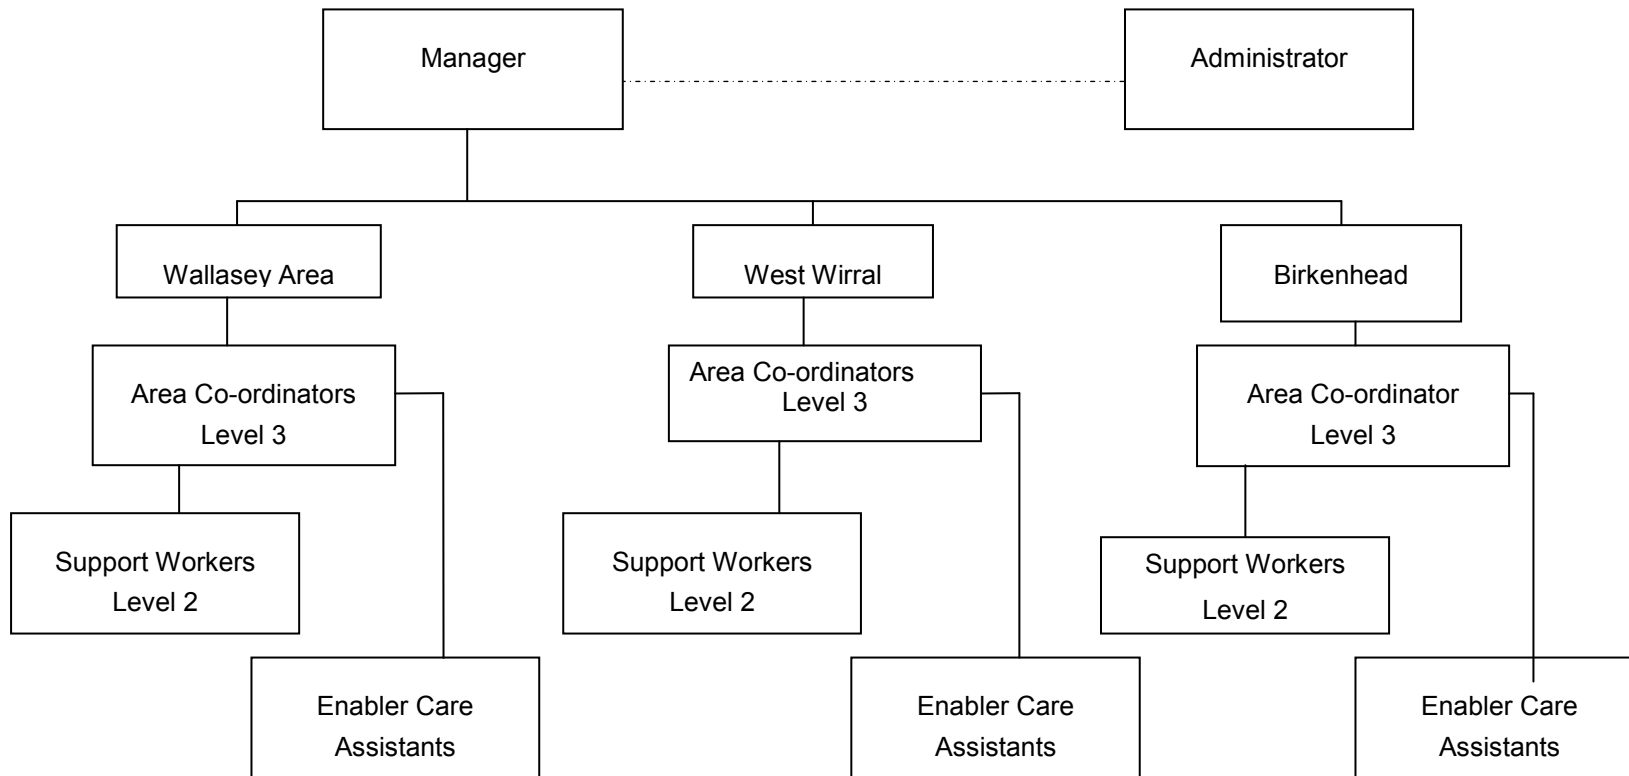 Manager
Administrator
Wallasey Area
West Wirral
Birkenhead
Area Co-ordinators
Level 3
Area Co-ordinators
Level 3
Area Co-ordinator
Level 3
Support Workers
Level 2
Support Workers
Level 2
Support Workers
Level 2
Enabler Care
Assistants
Enabler Care
Assistants
Enabler Care
Assistants